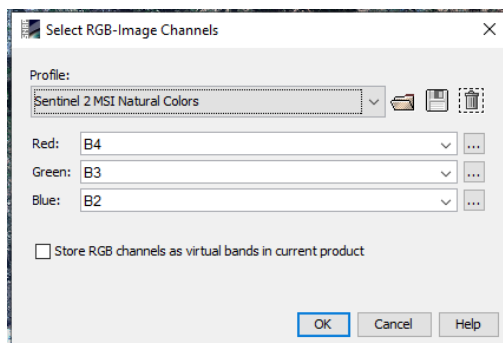 Select RGB-Image Channels
Profile:
Sentinel 2 MSI Natural Colors
Red: B4 ...
Green: B3 ...
Blue: B2 ...
Store RGB channels as virtual bands in current product
OK Cancel Help